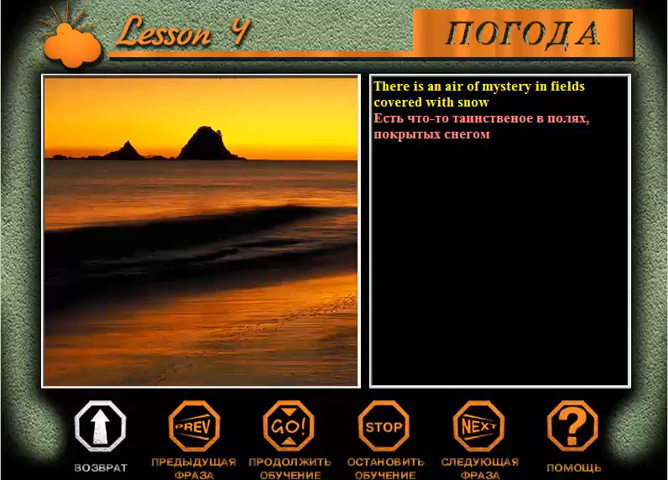 Lesson 4
ПОГОДА
There is an air of mystery in fields
covered with snow
Есть что-то таинственое в полях,
покрытых снегом
PREV
GO!
STOP
NEXT
?
ВОЗВРАТ
ПРЕДЫДУЩАЯ
ФРАЗА
ПРОДОЛЖИТЬ
ОБУЧЕНИЕ
ОСТАНОВИТЬ
ОБУЧЕНИЕ
СЛЕДУЮЩАЯ
ФРАЗА
ПОМОЩЬ